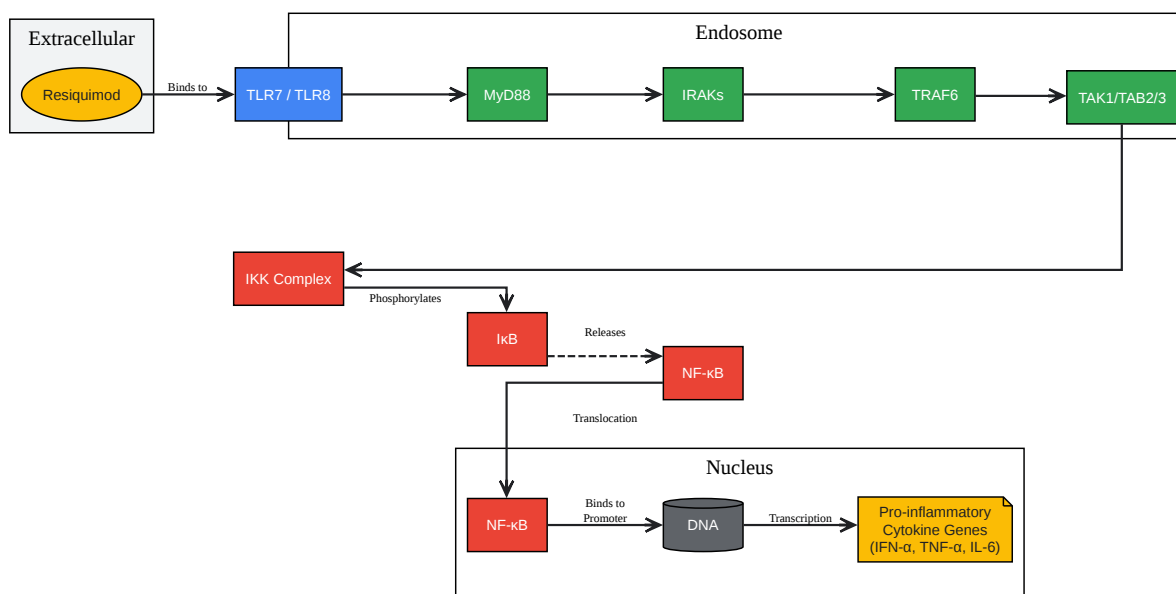 Extracellular
Endosome
Resiquimod
Binds to
TLR7 / TLR8
MyD88
IRAKs
TRAF6
TAK1/TAB2/3
IKK Complex
Phosphorylates
IκB
Releases
NF-κB
Translocation
Nucleus
NF-κB
Binds to
Promoter
DNA
Transcription
Pro-inflammatory
Cytokine Genes
(IFN-α, TNF-α, IL-6)